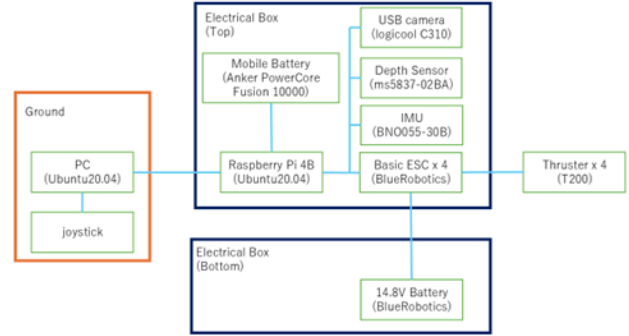 Electrical Box
(Top)
USB camera
(logicool C310)
Mobile Battery
(Anker PowerCore
Fusion 10000)
Depth Sensor
(ms5837-02BA)
IMU
(BNO055-30B)
Ground
PC
(Ubuntu20.04)
Raspberry Pi 4B
(Ubuntu20.04)
Basic ESC x 4
(BlueRobotics)
Thruster x 4
(T200)
joystick
Electrical Box
(Bottom)
14.8V Battery
(BlueRobotics)